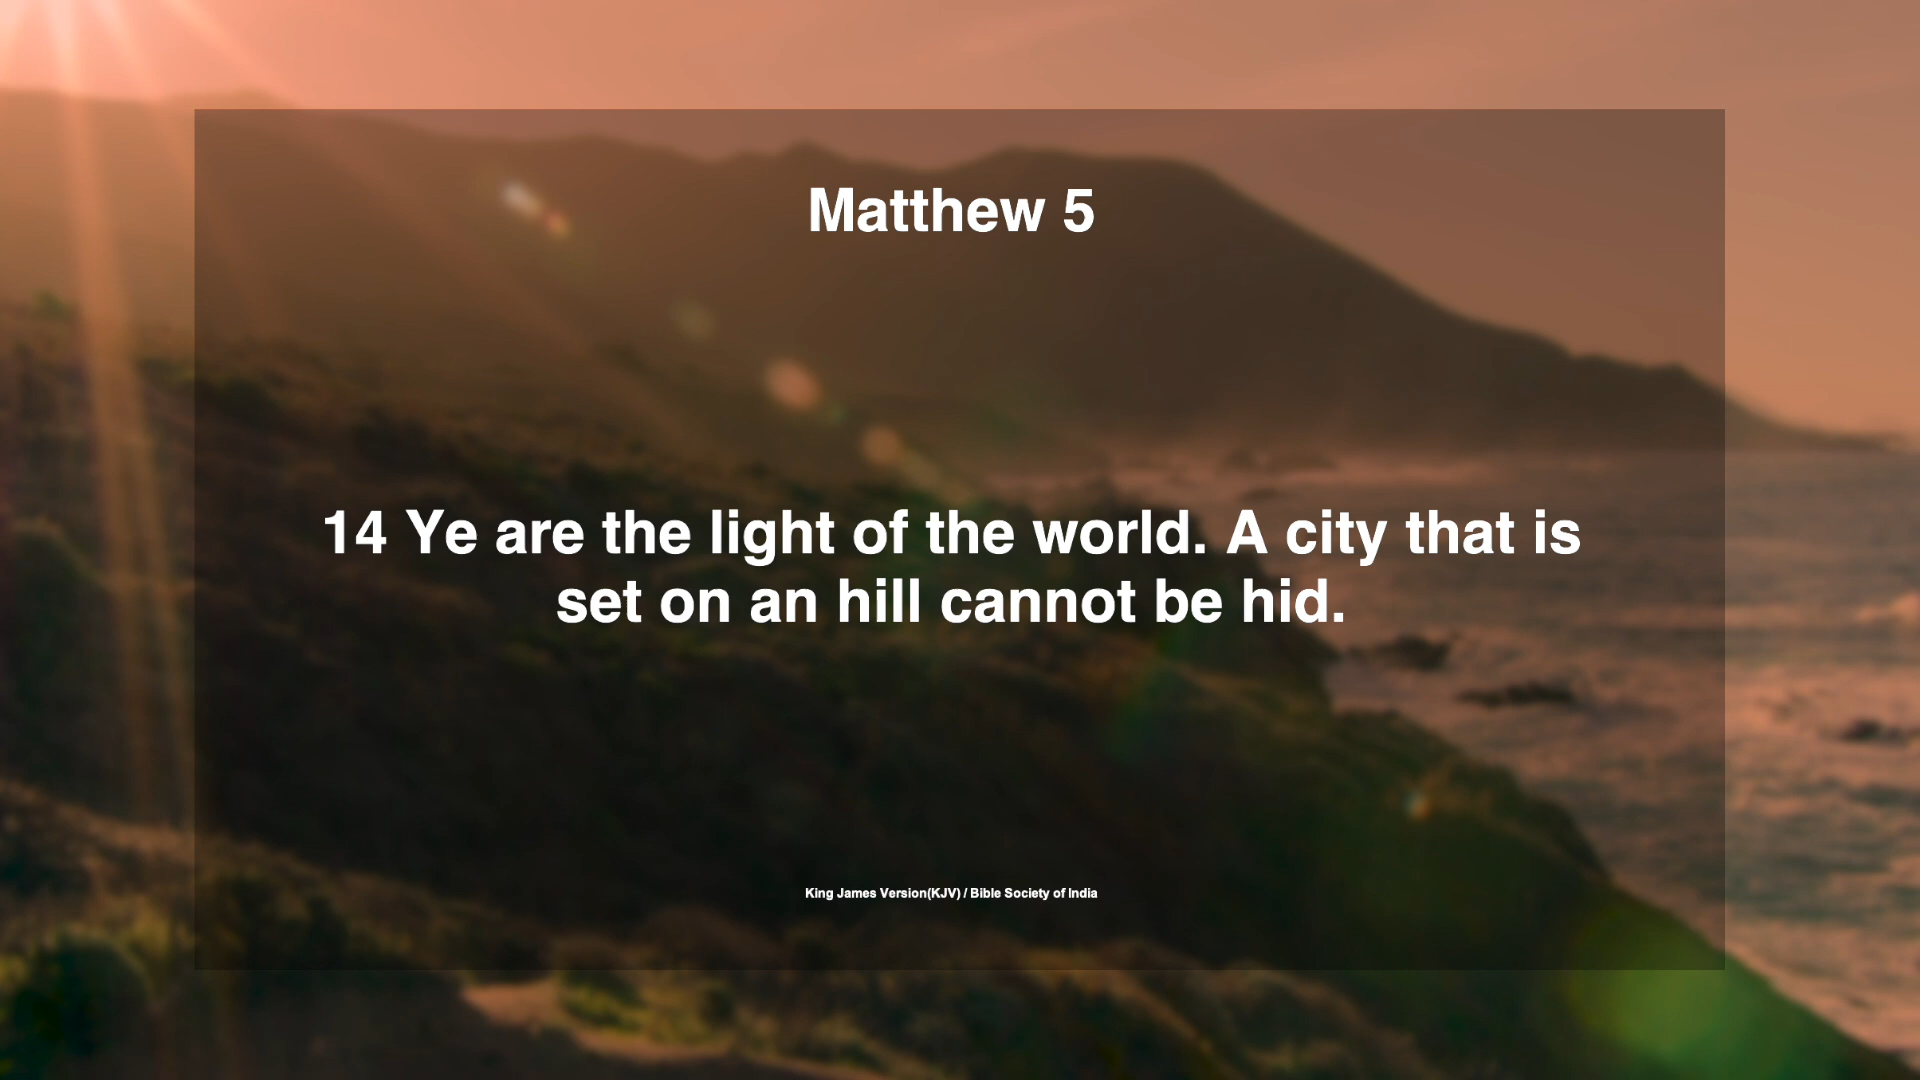 Matthew 5
14 Ye are the light of the world. A city that is
set on an hill cannot be hid.
King James Version(KJV) / Bible Society of India